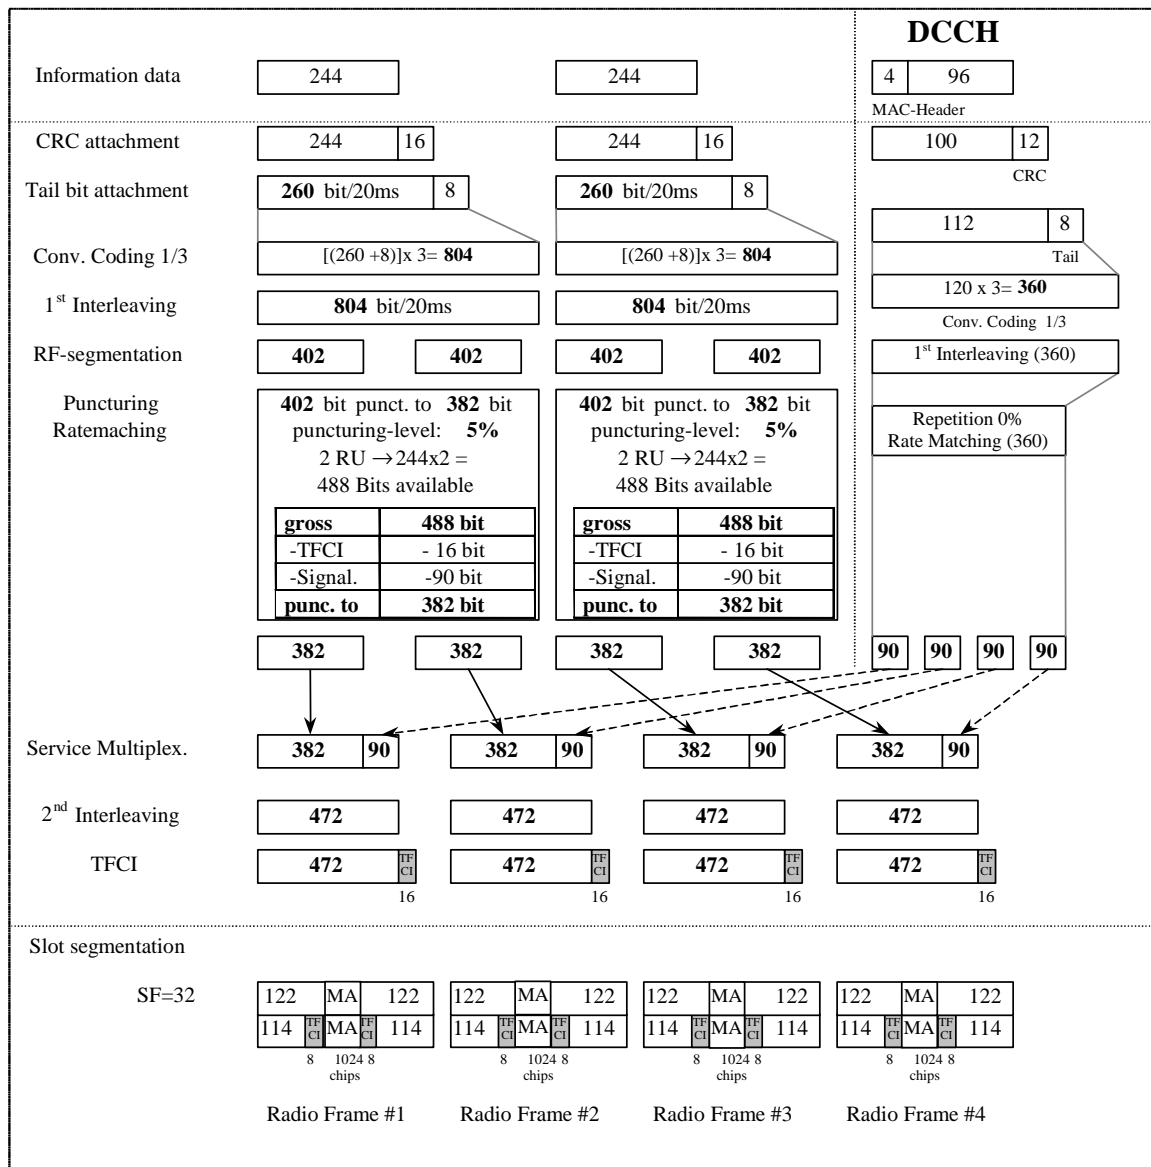 DCCH
Information data 244 244 4 96
MAC-Header
CRC attachment 244 16 244 16 100 12
CRC
Tail bit attachment 260 bit/20ms 8 260 bit/20ms 8
112 8
Tail
Conv. Coding 1/3 [(260 +8)]x 3= 804 [(260 +8)]x 3= 804
120 x 3= 360
Conv. Coding 1/3
1st Interleaving 804 bit/20ms 804 bit/20ms
RF-segmentation 402 402 402 402 1st Interleaving (360)
Puncturing
Ratemaching
402 bit punct. to 382 bit
puncturing-level: 5%
2 RU →244x2 =
488 Bits available
gross 488 bit
-TFCI - 16 bit
-Signal. -90 bit
punc. to 382 bit
402 bit punct. to 382 bit
puncturing-level: 5%
2 RU →244x2 =
488 Bits available
gross 488 bit
-TFCI - 16 bit
-Signal. -90 bit
punc. to 382 bit
Repetition 0%
Rate Matching (360)
382 382 382 382 90 90 90 90
Service Multiplex. 382 90 382 90 382 90 382 90
2nd Interleaving 472 472 472 472
TFCI 472 TF CI 472 TF CI 472 TF CI 472 TF CI
16 16 16 16
Slot segmentation
SF=32 122 MA 122 122 MA 122 122 MA 122 122 MA 122
114 TF CI MA TF CI 114 114 TF CI MA TF CI 114 114 TF CI MA TF CI 114 114 TF CI MA TF CI 114
8 1024 8 8 1024 8 8 1024 8 8 1024 8
chips chips chips chips
Radio Frame #1 Radio Frame #2 Radio Frame #3 Radio Frame #4